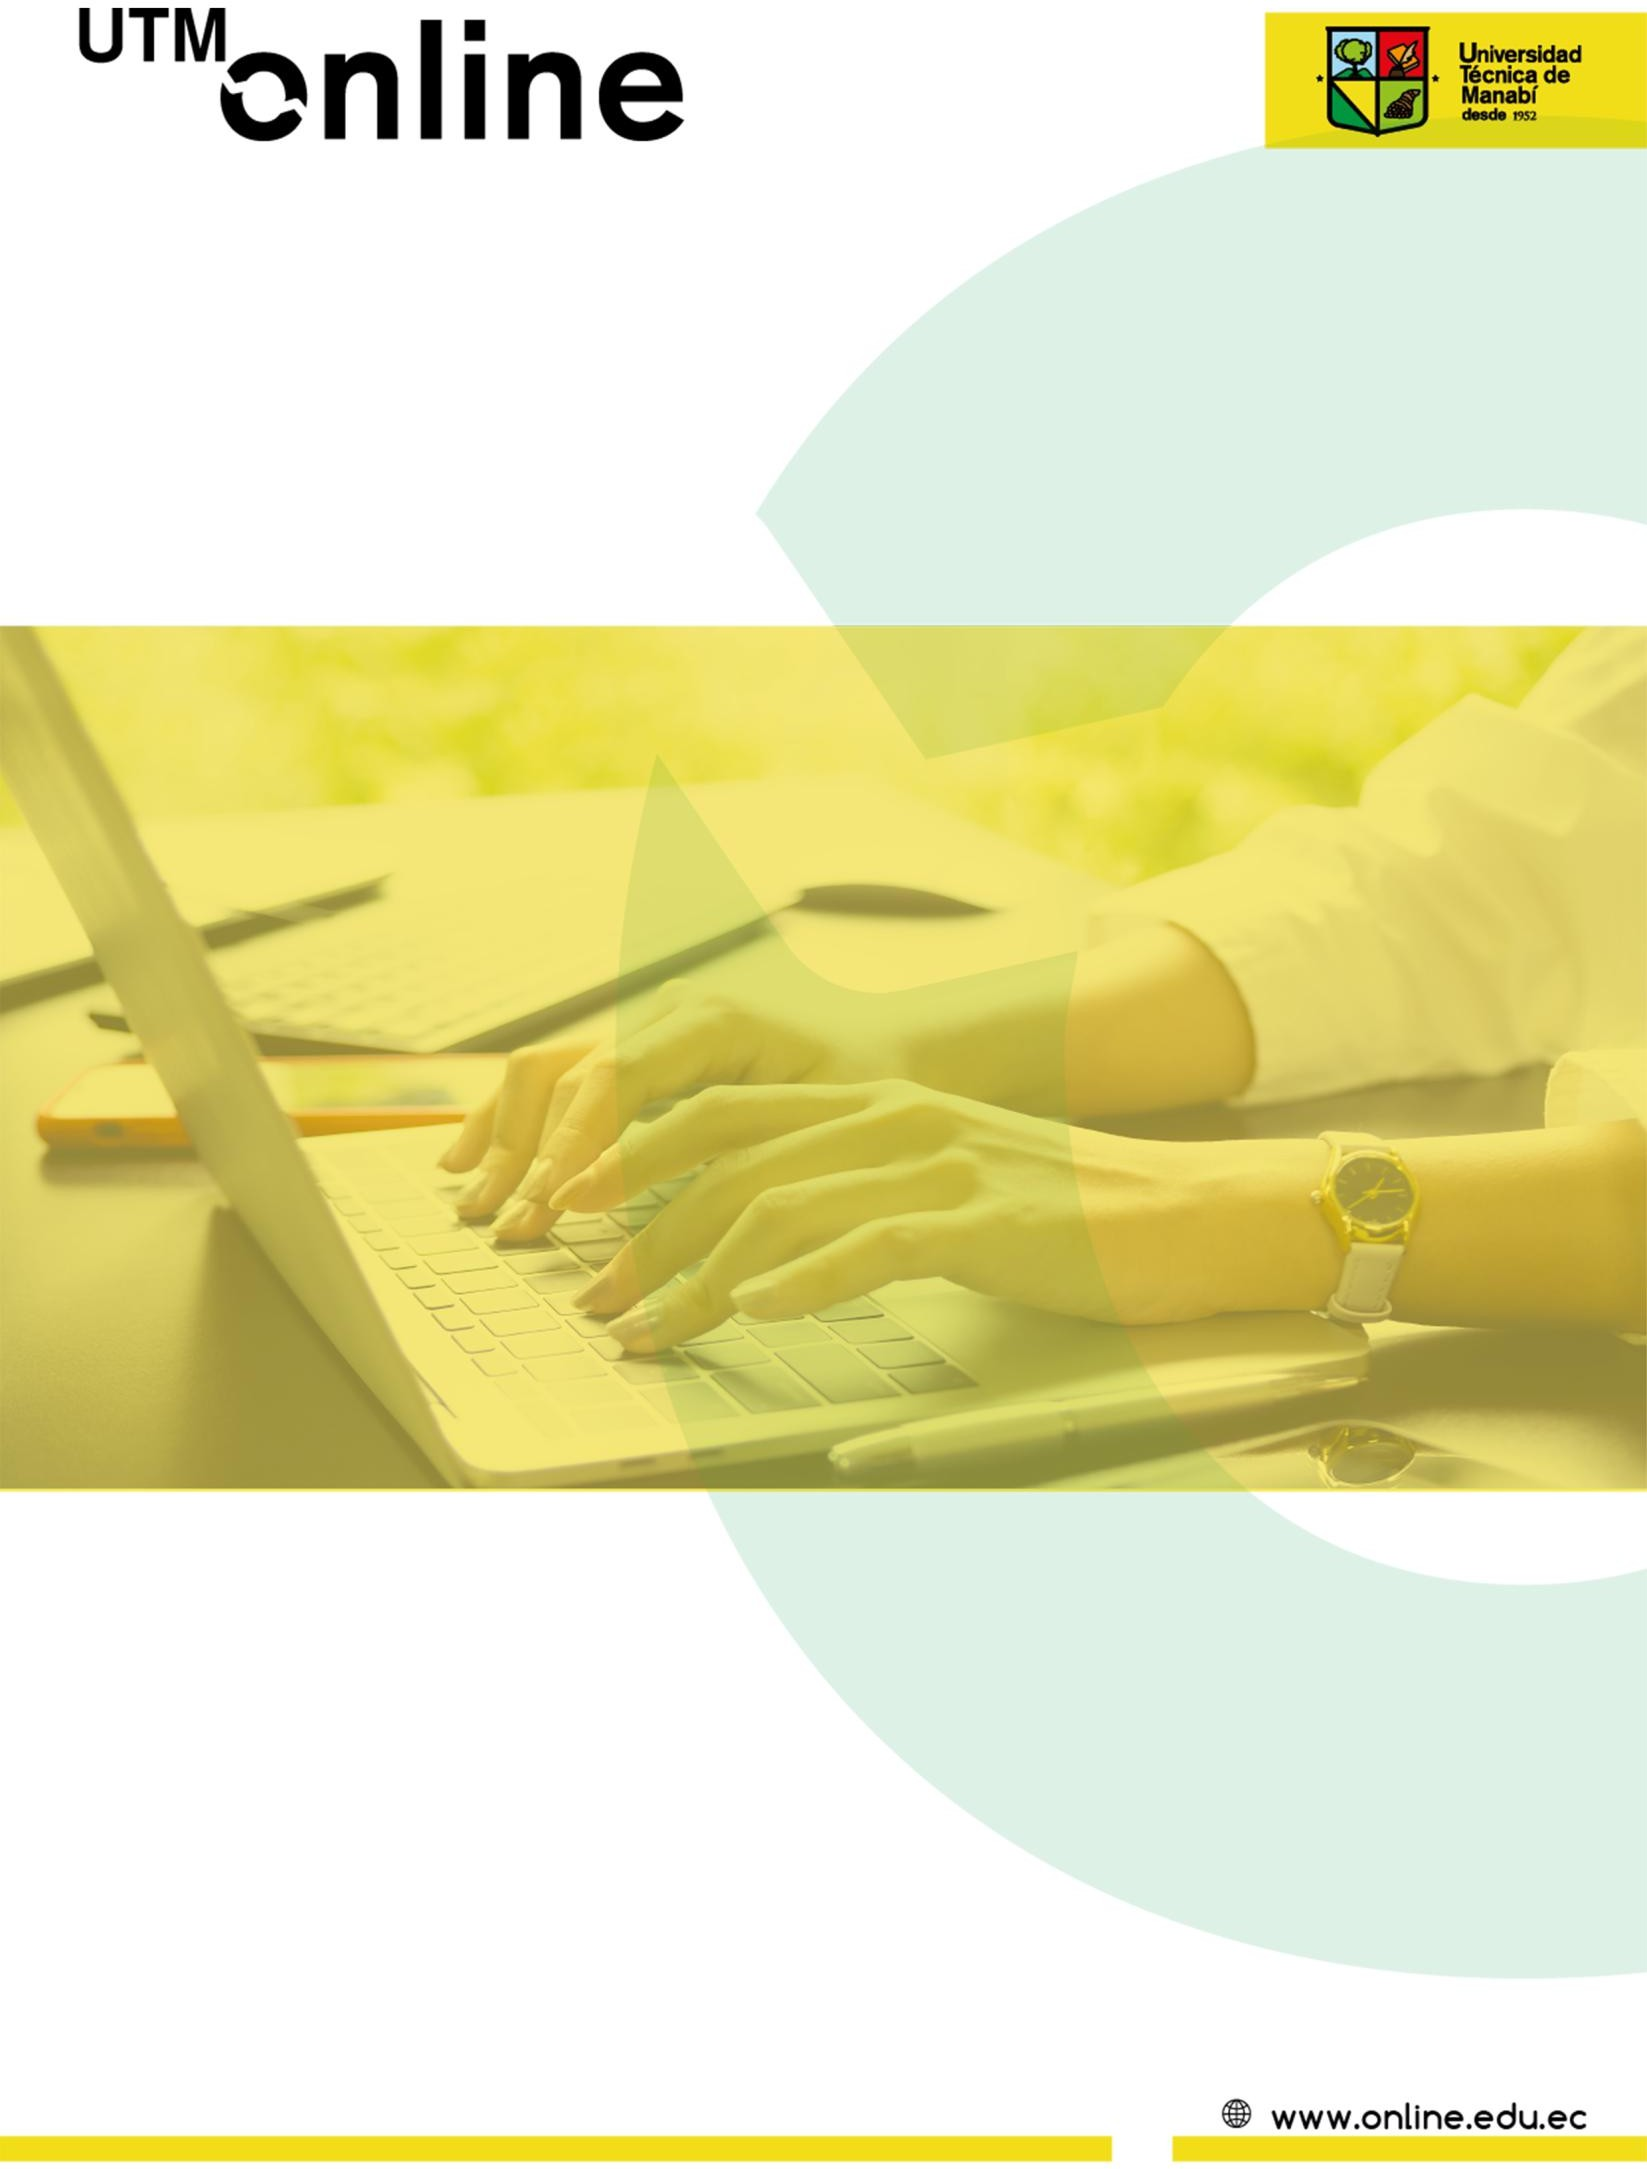 UTM
online
Universidad
Técnica de
Manabí
desde 1952
www.online.edu.ec